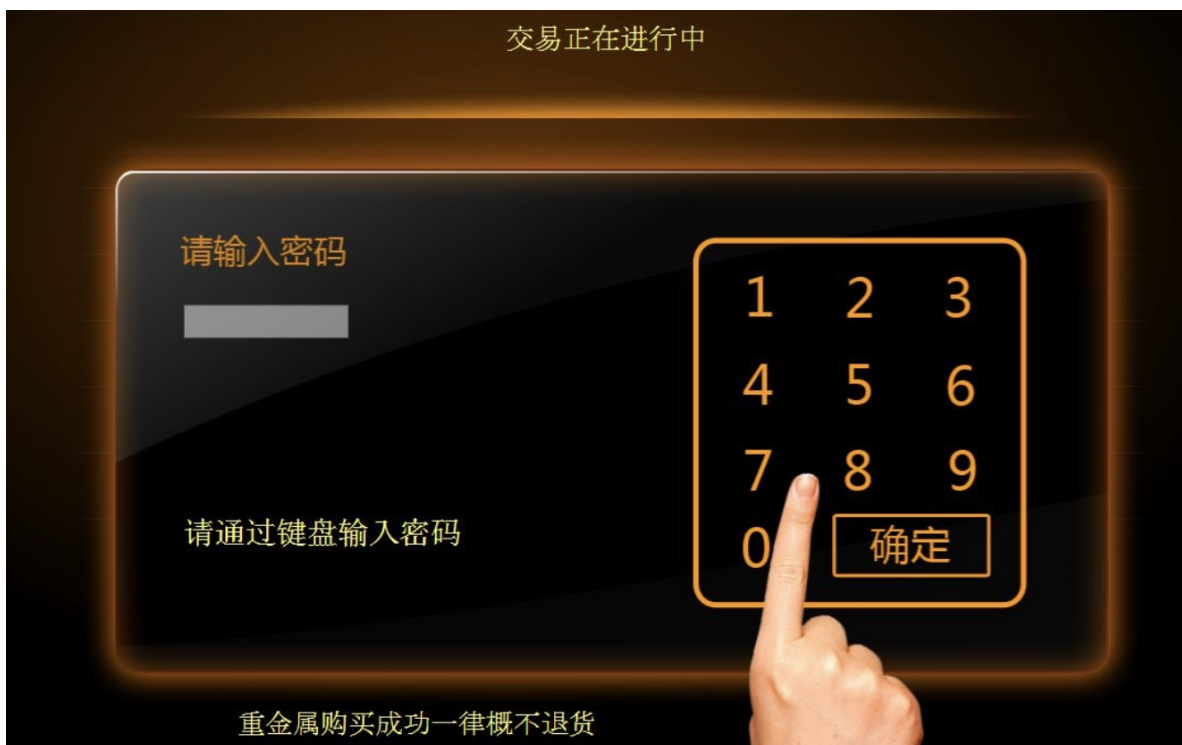 交易正在进行中
请输入密码
1 2 3
4 5 6
7 8 9
0 确定
请通过键盘输入密码
重金属购买成功一律概不退货